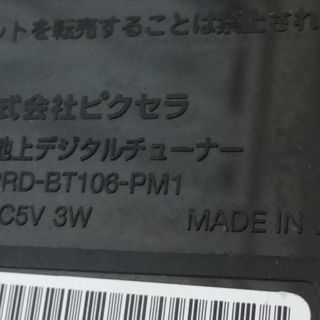 ットを転売することは禁止され
式会社ピクセラ
地上デジタルチューナー
PRD-BT106-PM1
C5V 3W MADE IN